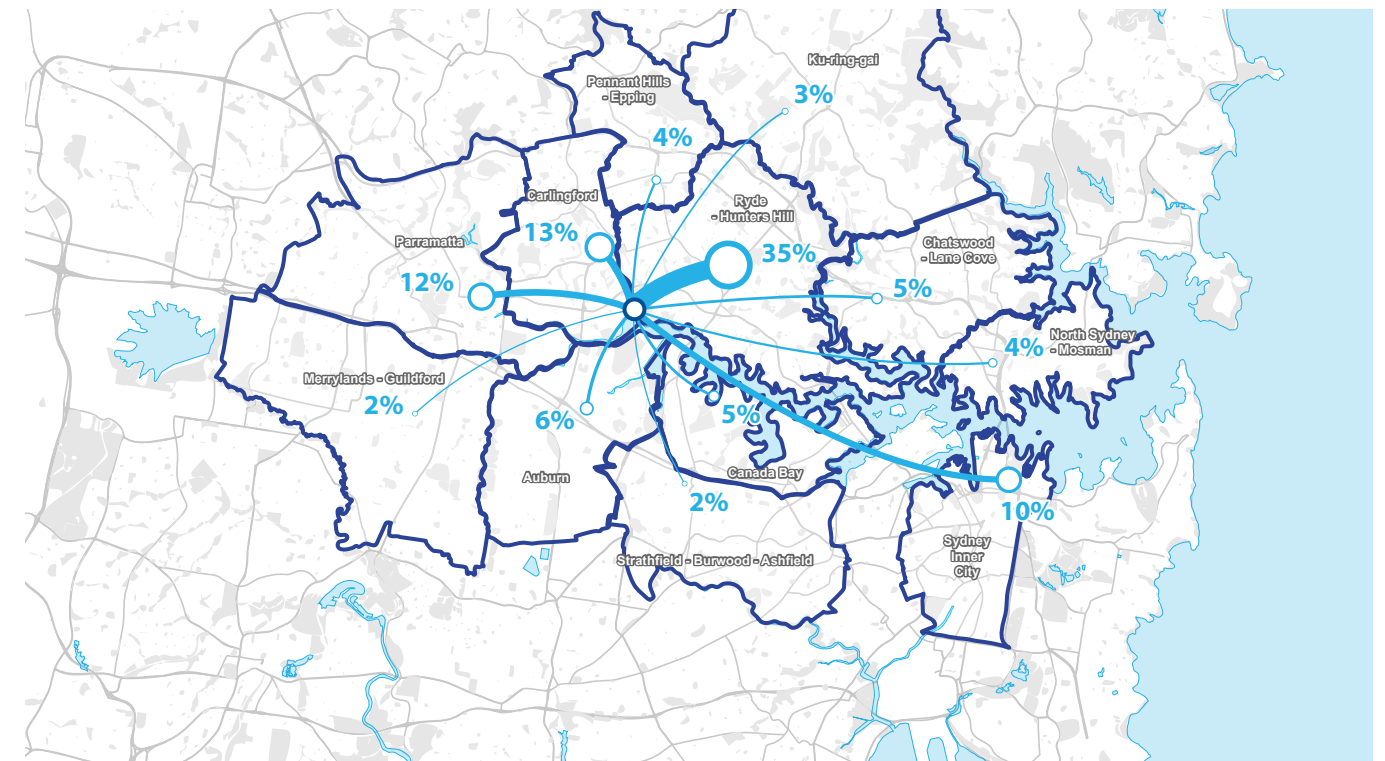 Ku-ring-gai
3%
Pennant Hills
- Epping
4%
Carlingford
13%
Ryde
- Hunters Hill
35%
Parramatta
12%
Chatswood
- Lane Cove
5%
North Sydney
- Mosman
4%
Merrylands - Guildford
2%
6%
Auburn
5%
Canada Bay
2%
10%
Sydney
Inner
City
Strathfield - Burwood - Ashfield